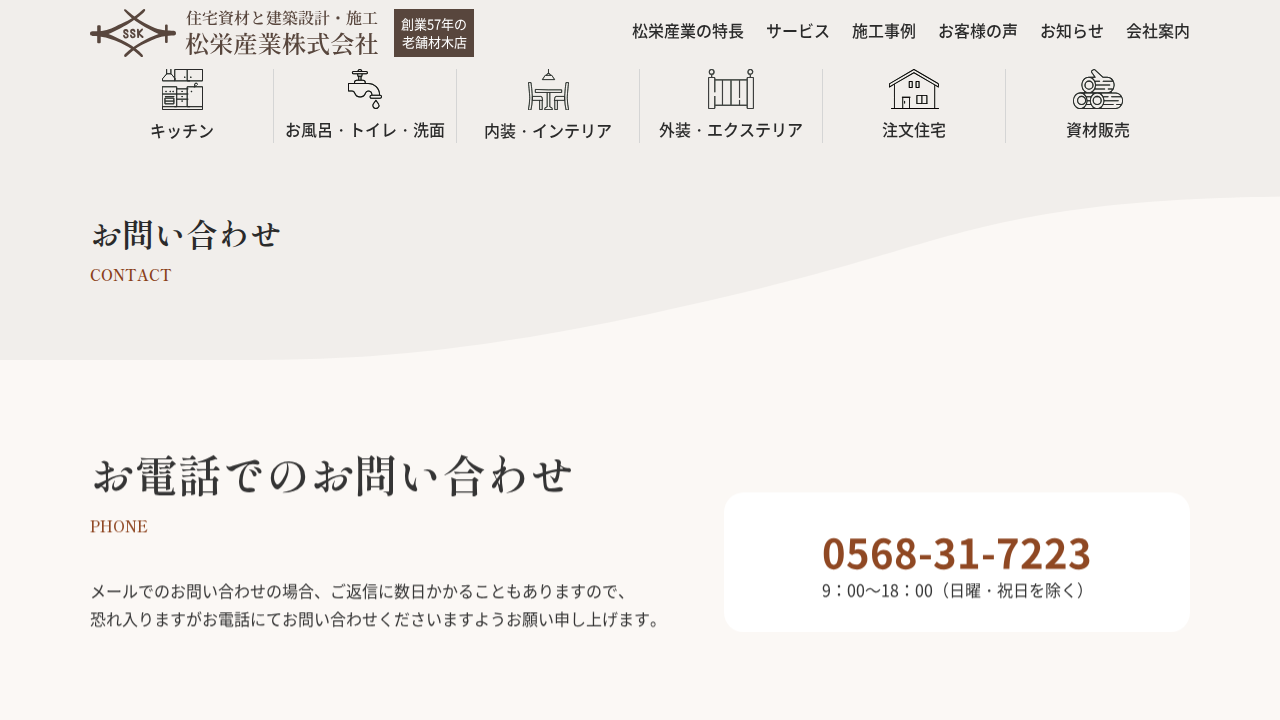 SSK
住宅資材と建築設計・施工
松栄産業株式会社
創業57年の
老舗材木店
松栄産業の特長 サービス 施工事例 お客様の声 お知らせ 会社案内
キッチン お風呂・トイレ・洗面 内装・インテリア 外装・エクステリア 注文住宅 資材販売
お問い合わせ
CONTACT
お電話でのお問い合わせ
PHONE
メールでのお問い合わせの場合、ご返信に数日かかることもありますので、
恐れ入りますがお電話にてお問い合わせくださいますようお願い申し上げます。
0568-31-7223
9：00〜18：00（日曜・祝日を除く）